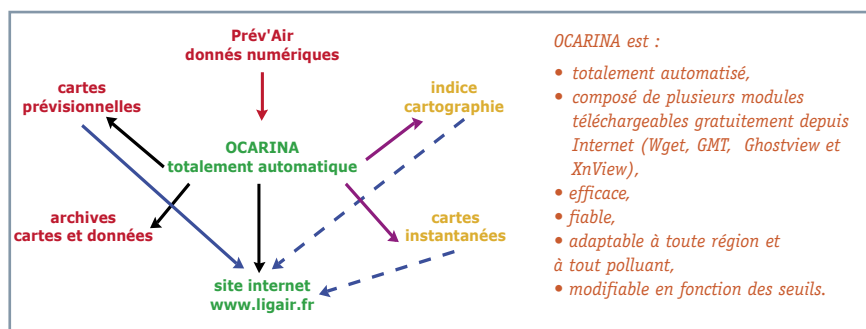 Prév'Air
donnés numériques
cartes
prévisionnelles
indice
cartographie
OCARINA
totalement automatique
archives
cartes et données
cartes
instantanées
site internet
www.ligair.fr
OCARINA est :
• totalement automatisé,
• composé de plusieurs modules
téléchargeables gratuitement depuis
Internet (Wget, GMT, Ghostview et
XnView),
• efficace,
• fiable,
• adaptable à toute région et
à tout polluant,
• modifiable en fonction des seuils.